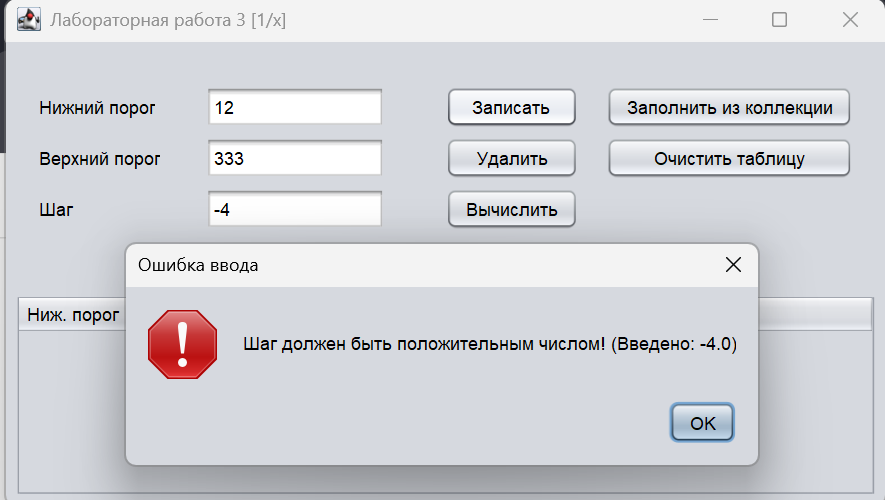 Лабораторная работа 3 [1/x]
Нижний порог 12 Записать Заполнить из коллекции
Верхний порог 333 Удалить Очистить таблицу
Шаг -4 Вычислить
Ошибка ввода
Ниж. порог
Шаг должен быть положительным числом! (Введено: -4.0)
OK